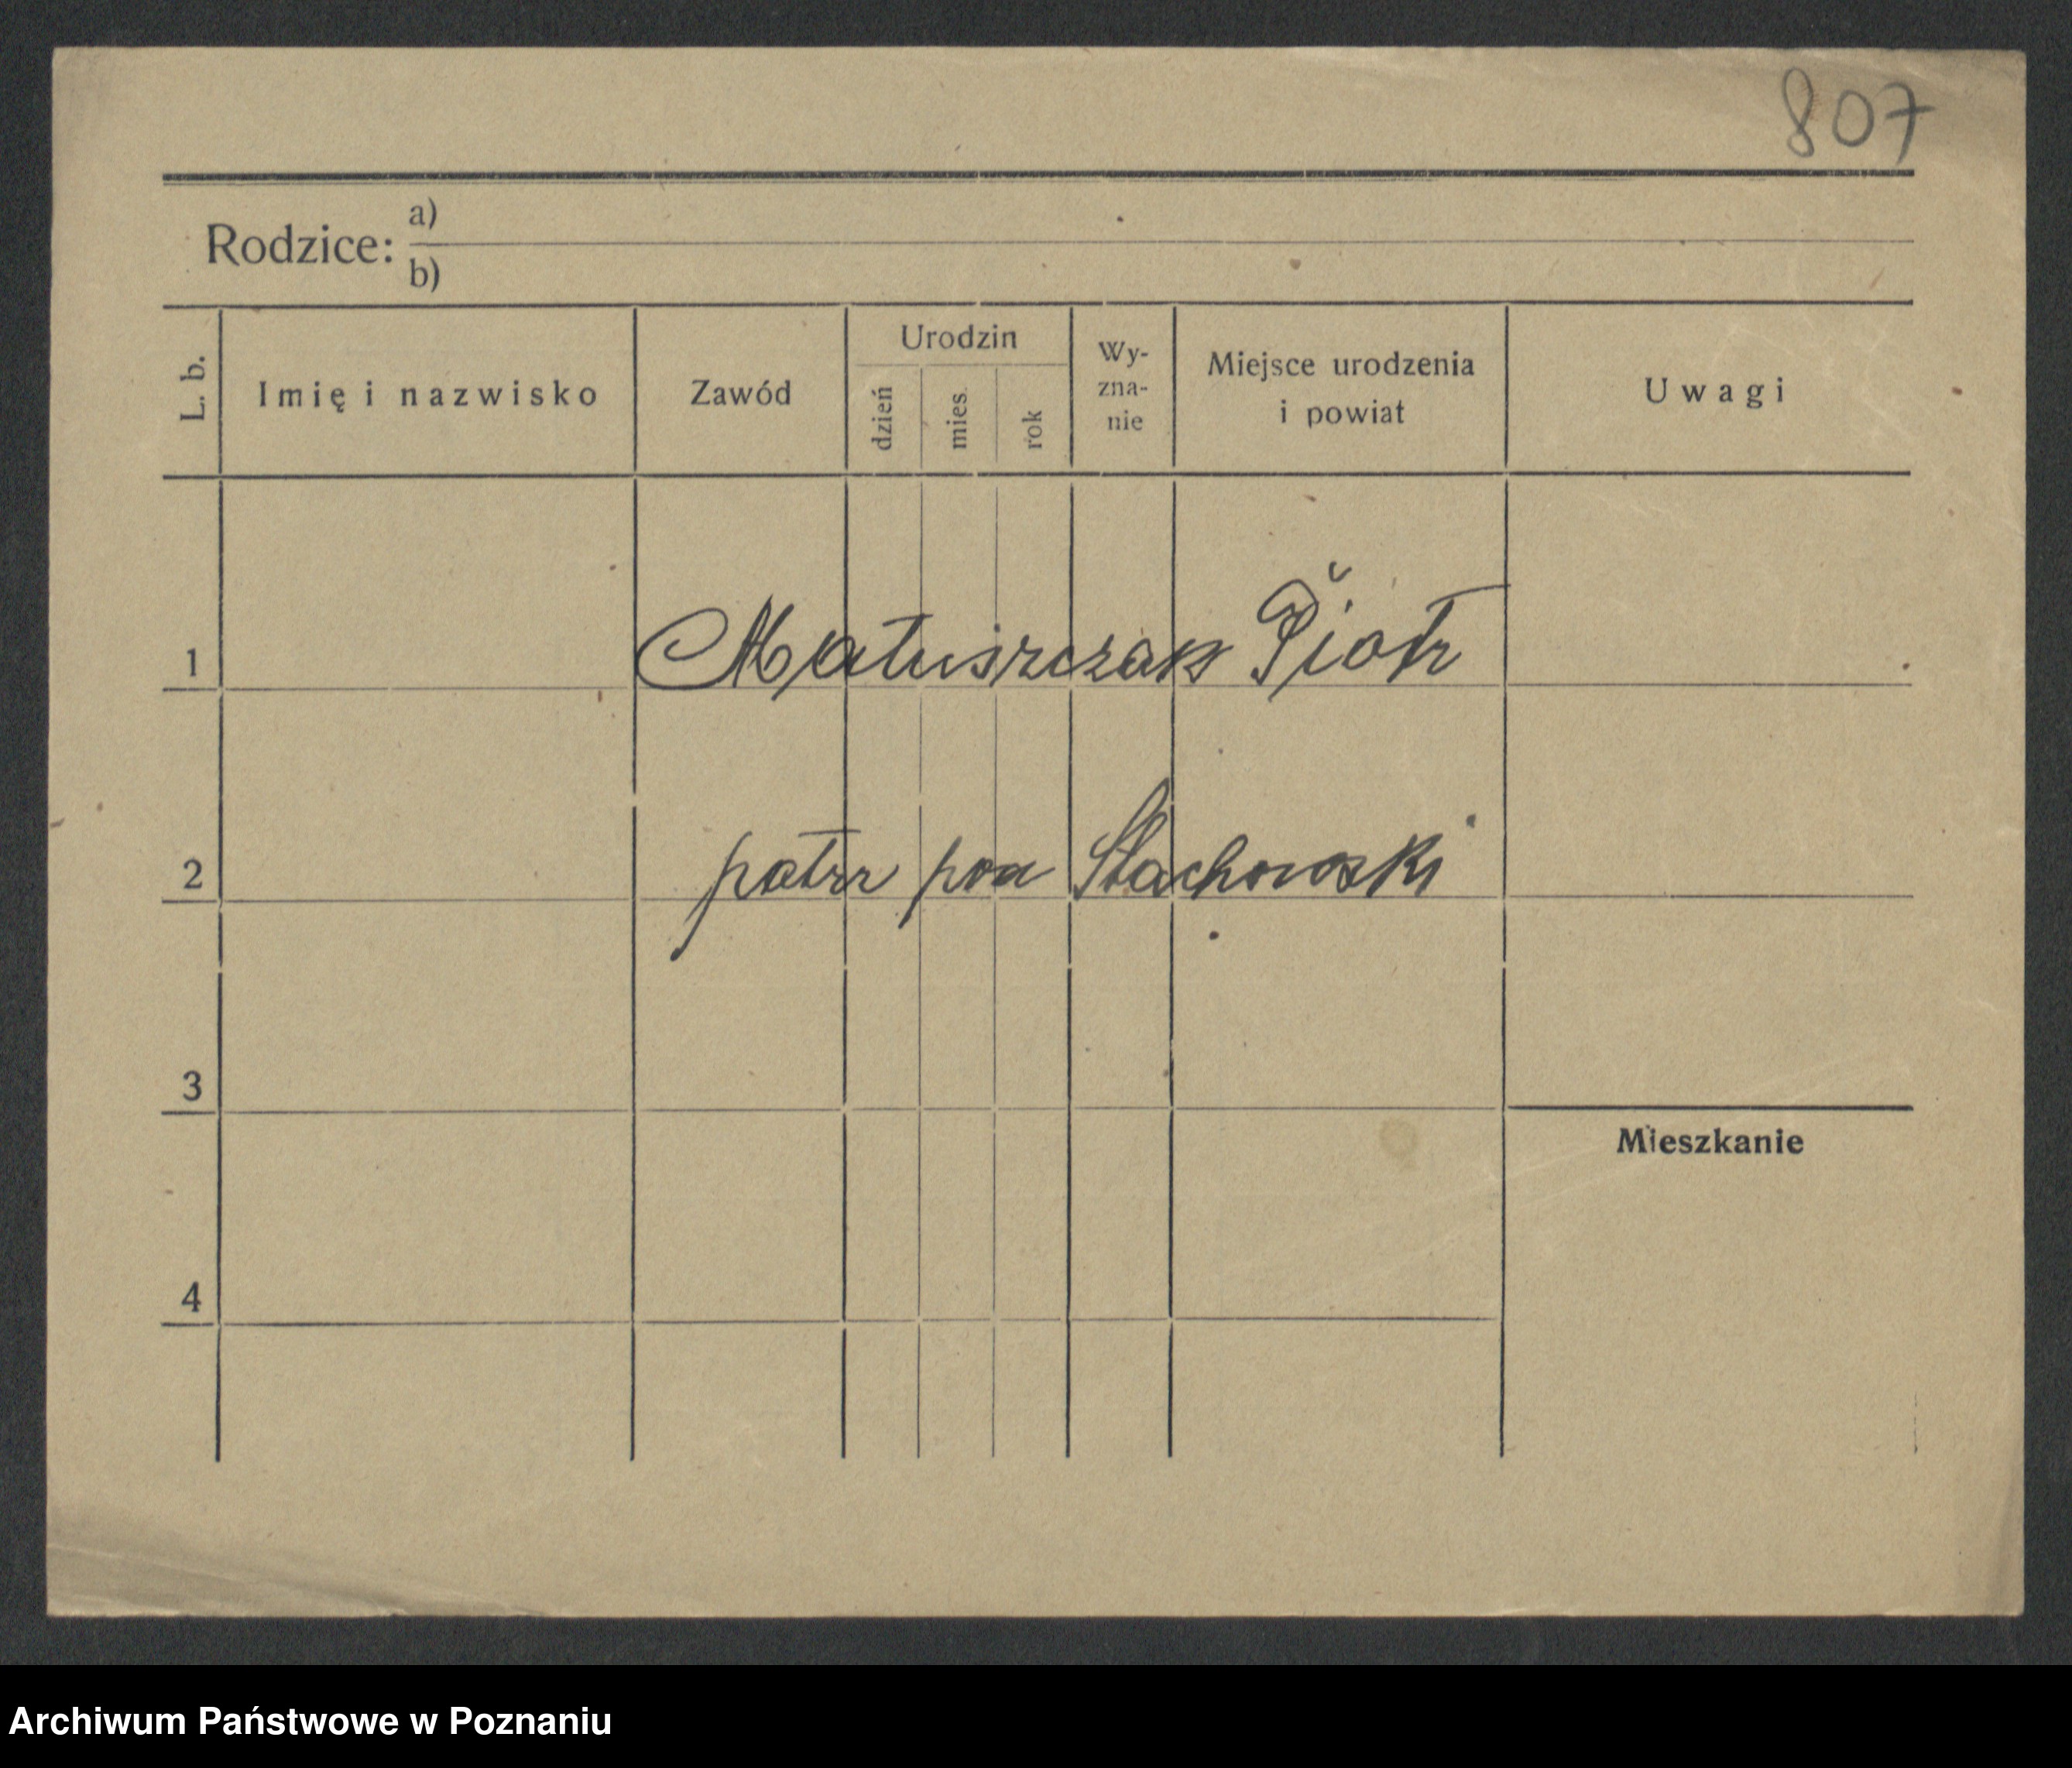 807
Rodzice: a)
b)
L. b.
Imię i nazwisko
Zawód
Urodzin
dzień
mies.
rok
Wy-
zna-
nie
Miejsce urodzenia
i powiat
Uwagi
1
Matuszczak Piotr
2
patrz pod Stachowski
3
Mieszkanie
4
Archiwum Państwowe w Poznaniu